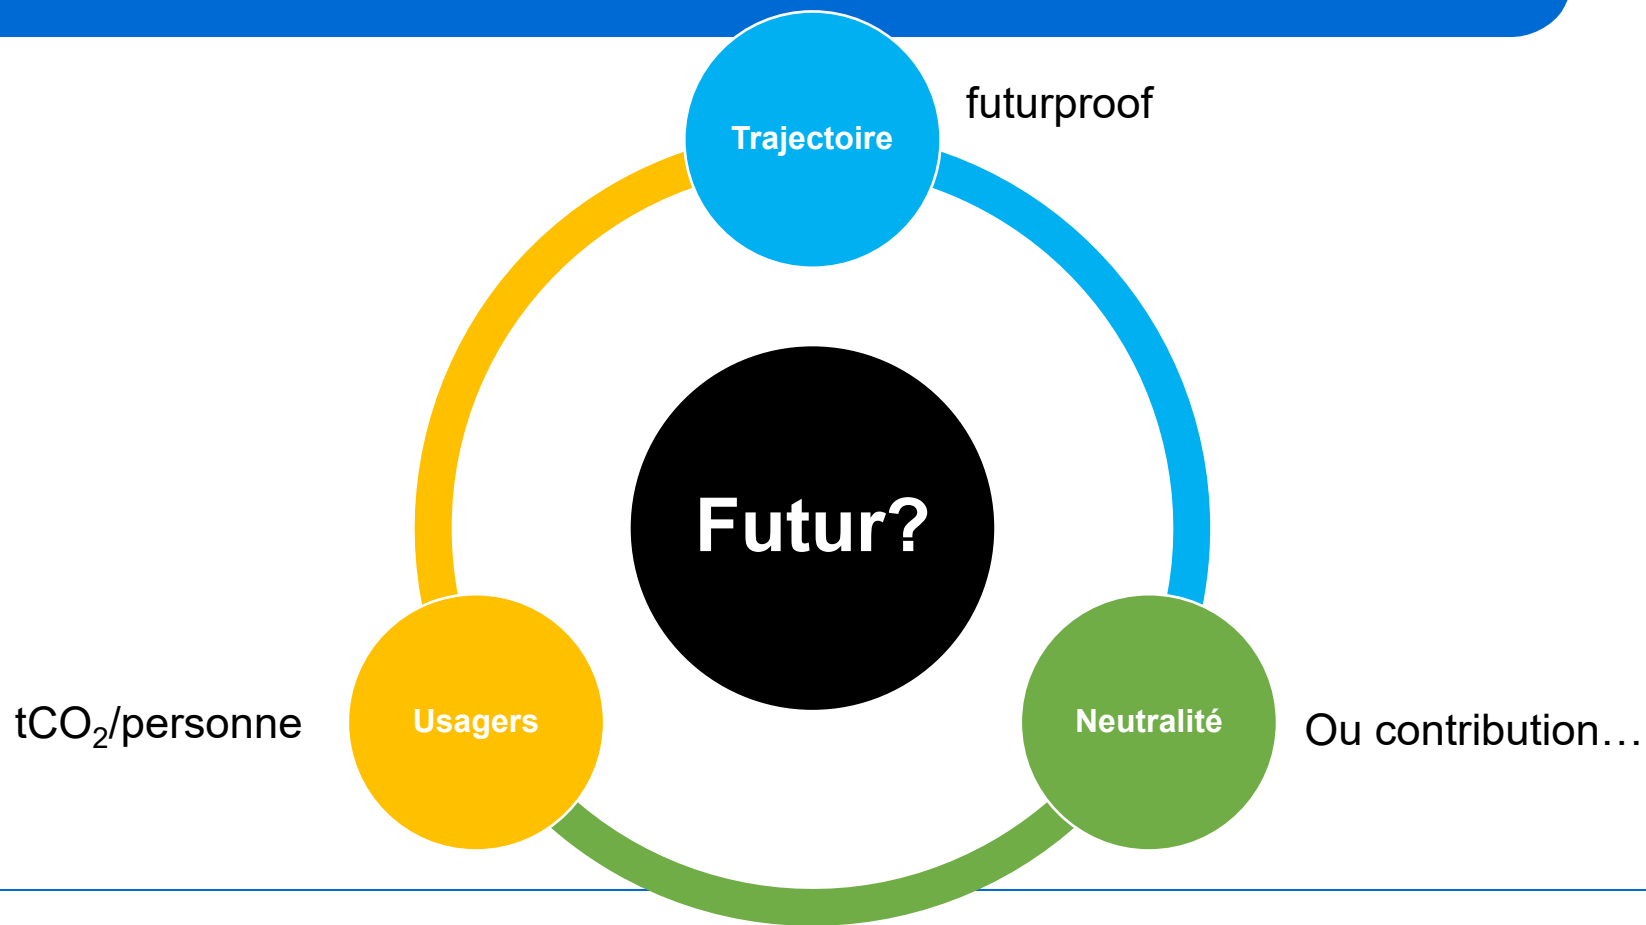 Trajectoire
futurproof
Futur?
tCO₂/personne
Usagers
Neutralité
Ou contribution…